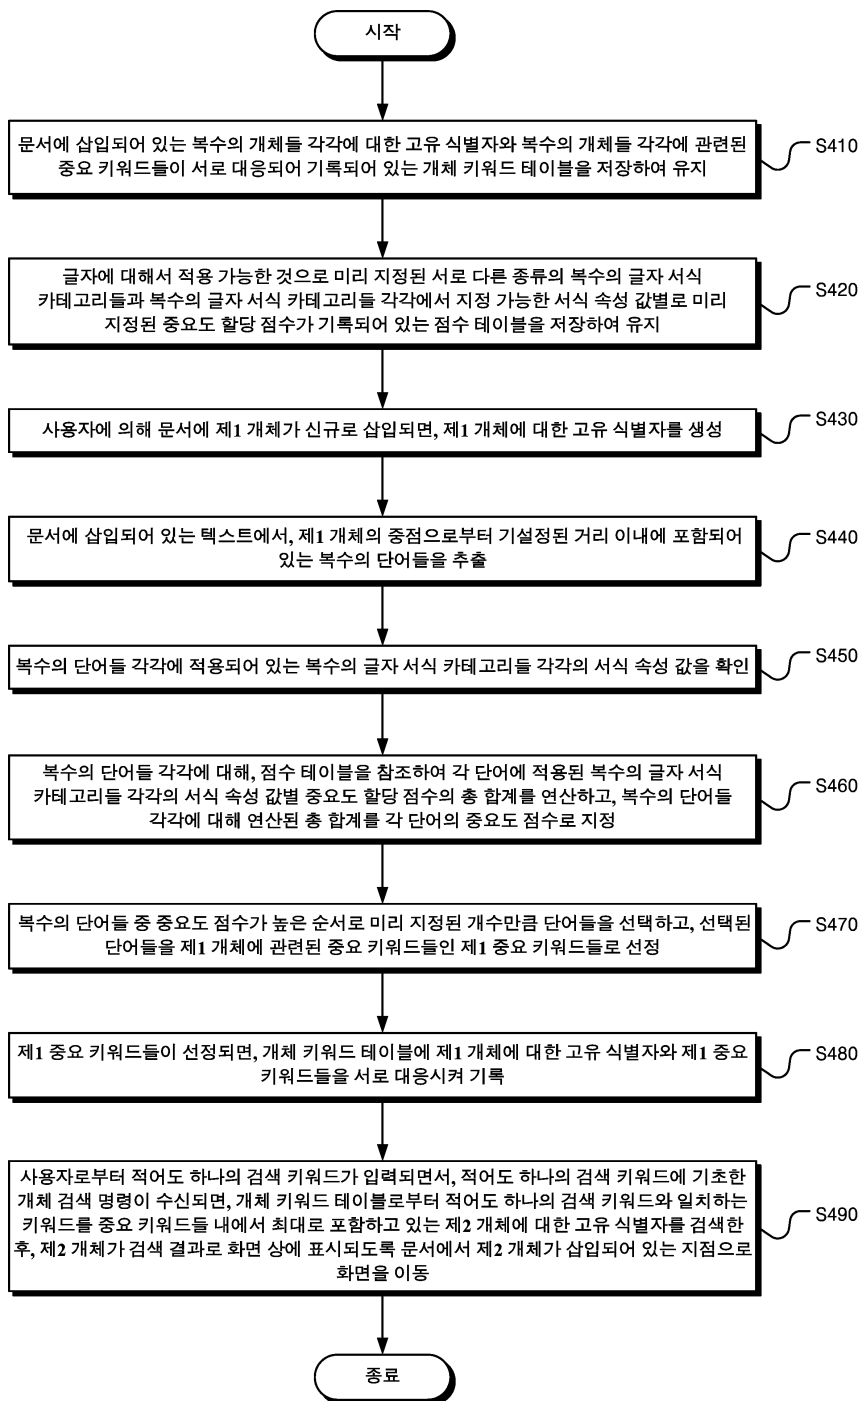 시작
문서에 삽입되어 있는 복수의 개체들 각각에 대한 고유 식별자와 복수의 개체들 각각에 관련된
중요 키워드들이 서로 대응되어 기록되어 있는 개체 키워드 테이블을 저장하여 유지
S410
글자에 대해서 적용 가능한 것으로 미리 지정된 서로 다른 종류의 복수의 글자 서식
카테고리들과 복수의 글자 서식 카테고리들 각각에서 지정 가능한 서식 속성 값별로 미리
지정된 중요도 할당 점수가 기록되어 있는 점수 테이블을 저장하여 유지
S420
사용자에 의해 문서에 제1 개체가 신규로 삽입되면, 제1 개체에 대한 고유 식별자를 생성
S430
문서에 삽입되어 있는 텍스트에서, 제1 개체의 중점으로부터 기설정된 거리 이내에 포함되어
있는 복수의 단어들을 추출
S440
복수의 단어들 각각에 적용되어 있는 복수의 글자 서식 카테고리들 각각의 서식 속성 값을 확인
S450
복수의 단어들 각각에 대해, 점수 테이블을 참조하여 각 단어에 적용된 복수의 글자 서식
카테고리들 각각의 서식 속성 값별 중요도 할당 점수의 총 합계를 연산하고, 복수의 단어들
각각에 대해 연산된 총 합계를 각 단어의 중요도 점수로 지정
S460
복수의 단어들 중 중요도 점수가 높은 순서로 미리 지정된 개수만큼 단어들을 선택하고, 선택된
단어들을 제1 개체에 관련된 중요 키워드들인 제1 중요 키워드들로 선정
S470
제1 중요 키워드들이 선정되면, 개체 키워드 테이블에 제1 개체에 대한 고유 식별자와 제1 중요
키워드들을 서로 대응시켜 기록
S480
사용자로부터 적어도 하나의 검색 키워드가 입력되면서, 적어도 하나의 검색 키워드에 기초한
개체 검색 명령이 수신되면, 개체 키워드 테이블로부터 적어도 하나의 검색 키워드와 일치하는
키워드를 중요 키워드들 내에서 최대로 포함하고 있는 제2 개체에 대한 고유 식별자를 검색한
후, 제2 개체가 검색 결과로 화면 상에 표시되도록 문서에서 제2 개체가 삽입되어 있는 지점으로
화면을 이동
S490
종료